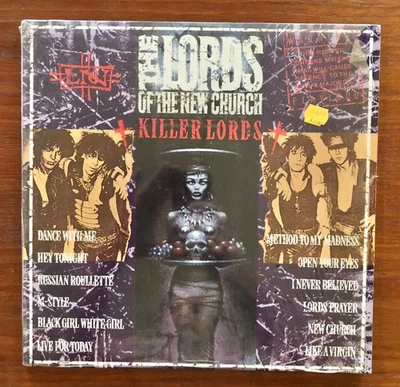 THE
LORDS
OF THE NEW CHURCH
KILLER LORDS
DANCE WITH ME
HEY TONIGHT
RUSSIAN ROULLETTE
M-STYLE
BLACK GIRL WHITE GIRL
LIVE FOR TODAY
METHOD TO MY MADNESS
OPEN YOUR EYES
I NEVER BELIEVED
LORDS PRAYER
NEW CHURCH
LIKE A VIRGIN